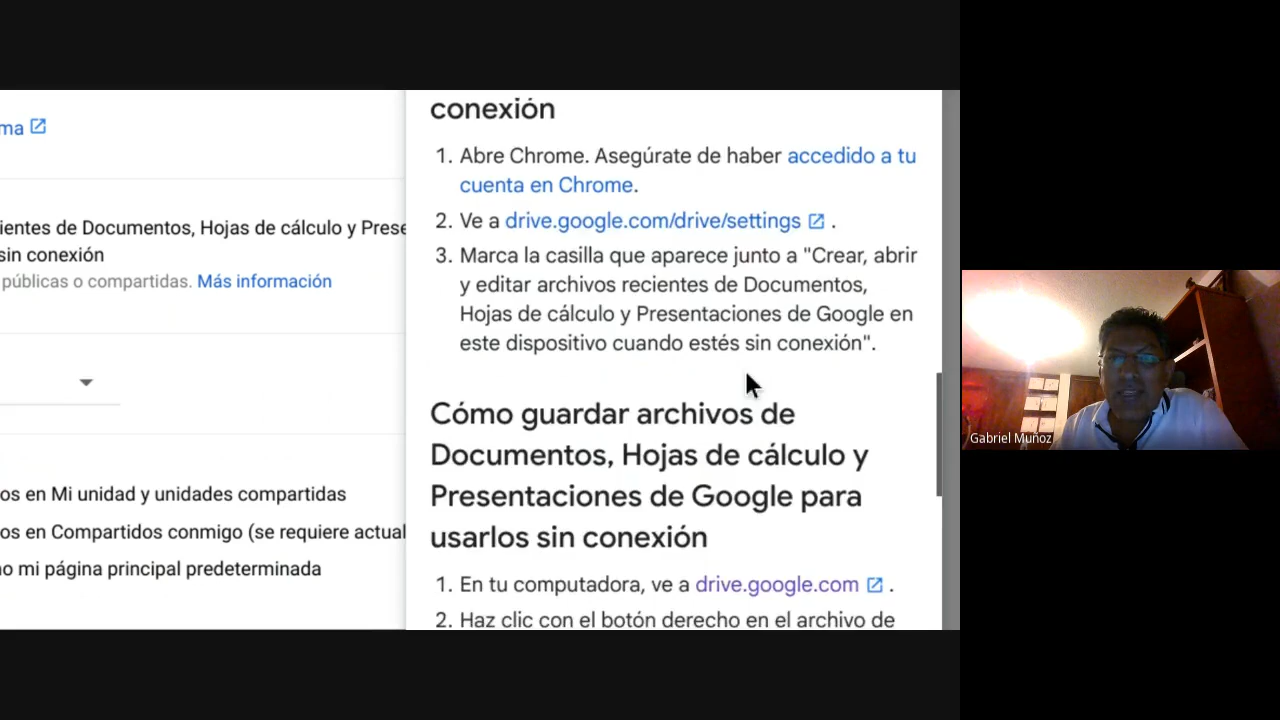 ma
ientes de Documentos, Hojas de cálculo y Prese
sin conexión
públicas o compartidas. Más información
os en Mi unidad y unidades compartidas
os en Compartidos conmigo (se requiere actual
o mi página principal predeterminada
conexión
1. Abre Chrome. Asegúrate de haber accedido a tu
cuenta en Chrome.
2. Ve a drive.google.com/drive/settings .
3. Marca la casilla que aparece junto a "Crear, abrir
y editar archivos recientes de Documentos,
Hojas de cálculo y Presentaciones de Google en
este dispositivo cuando estés sin conexión".
Cómo guardar archivos de
Documentos, Hojas de cálculo y
Presentaciones de Google para
usarlos sin conexión
1. En tu computadora, ve a drive.google.com .
2. Haz clic con el botón derecho en el archivo de
Gabriel Muñoz